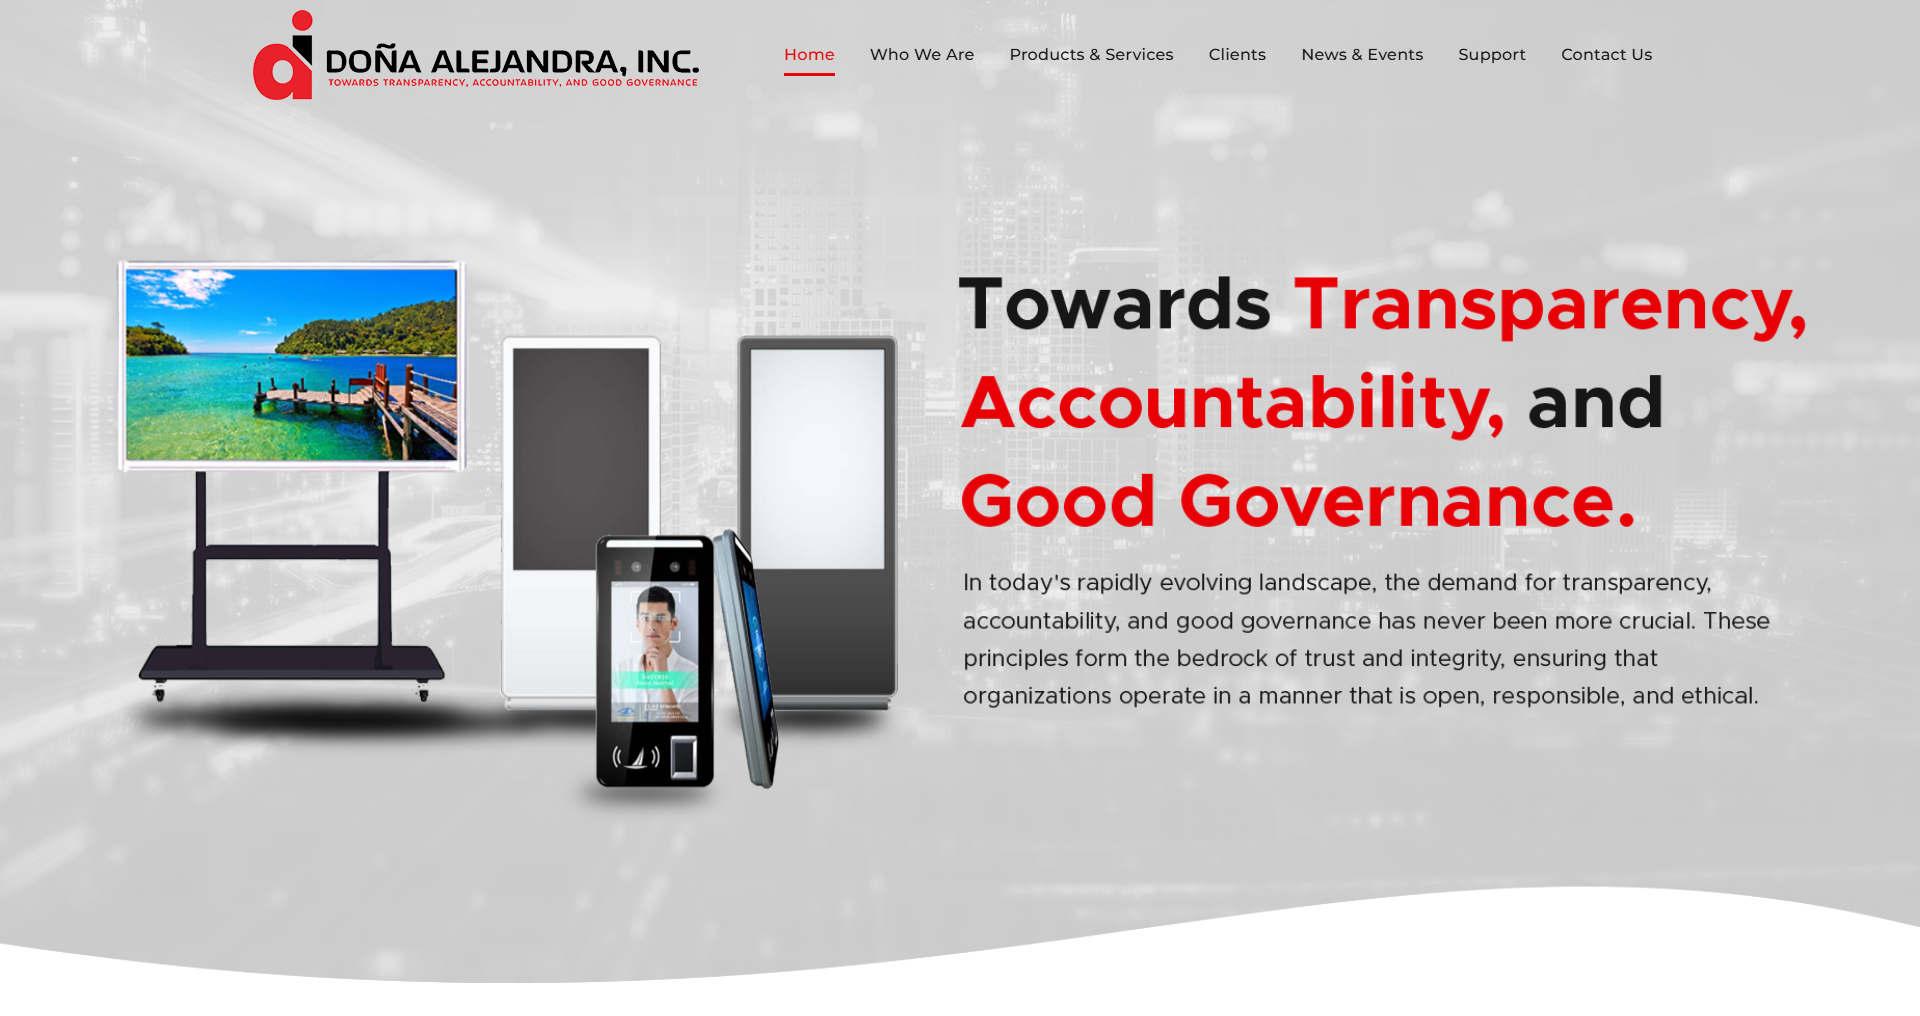 DOÑA ALEJANDRA, INC.
TOWARDS TRANSPARENCY, ACCOUNTABILITY, AND GOOD GOVERNANCE
Home
Who We Are
Products & Services
Clients
News & Events
Support
Contact Us
Towards Transparency,
Accountability, and
Good Governance.
In today's rapidly evolving landscape, the demand for transparency,
accountability, and good governance has never been more crucial. These
principles form the bedrock of trust and integrity, ensuring that
organizations operate in a manner that is open, responsible, and ethical.
Success